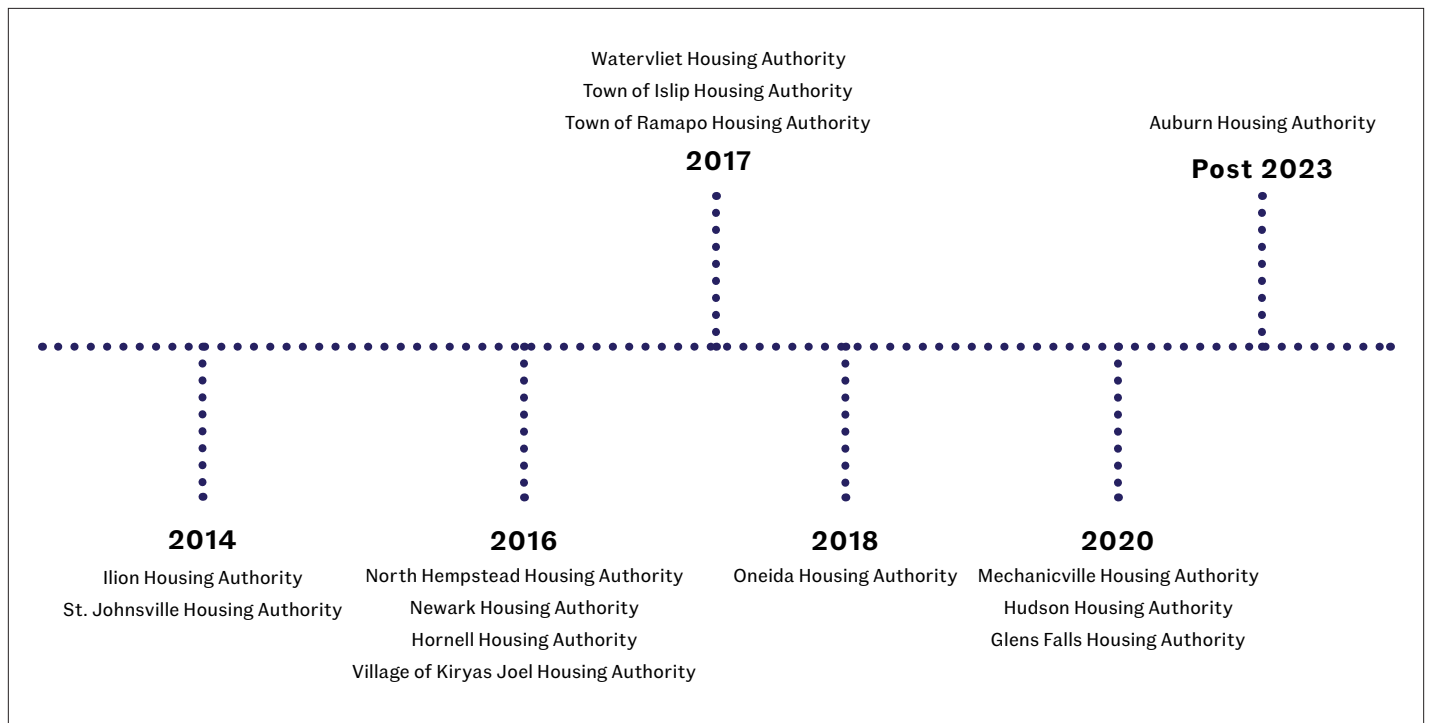 Watervliet Housing Authority
Town of Islip Housing Authority
Town of Ramapo Housing Authority
2017
Auburn Housing Authority
Post 2023
2014
Ilion Housing Authority
St. Johnsville Housing Authority
2016
North Hempstead Housing Authority
Newark Housing Authority
Hornell Housing Authority
Village of Kiryas Joel Housing Authority
2018
Oneida Housing Authority
2020
Mechanicville Housing Authority
Hudson Housing Authority
Glens Falls Housing Authority